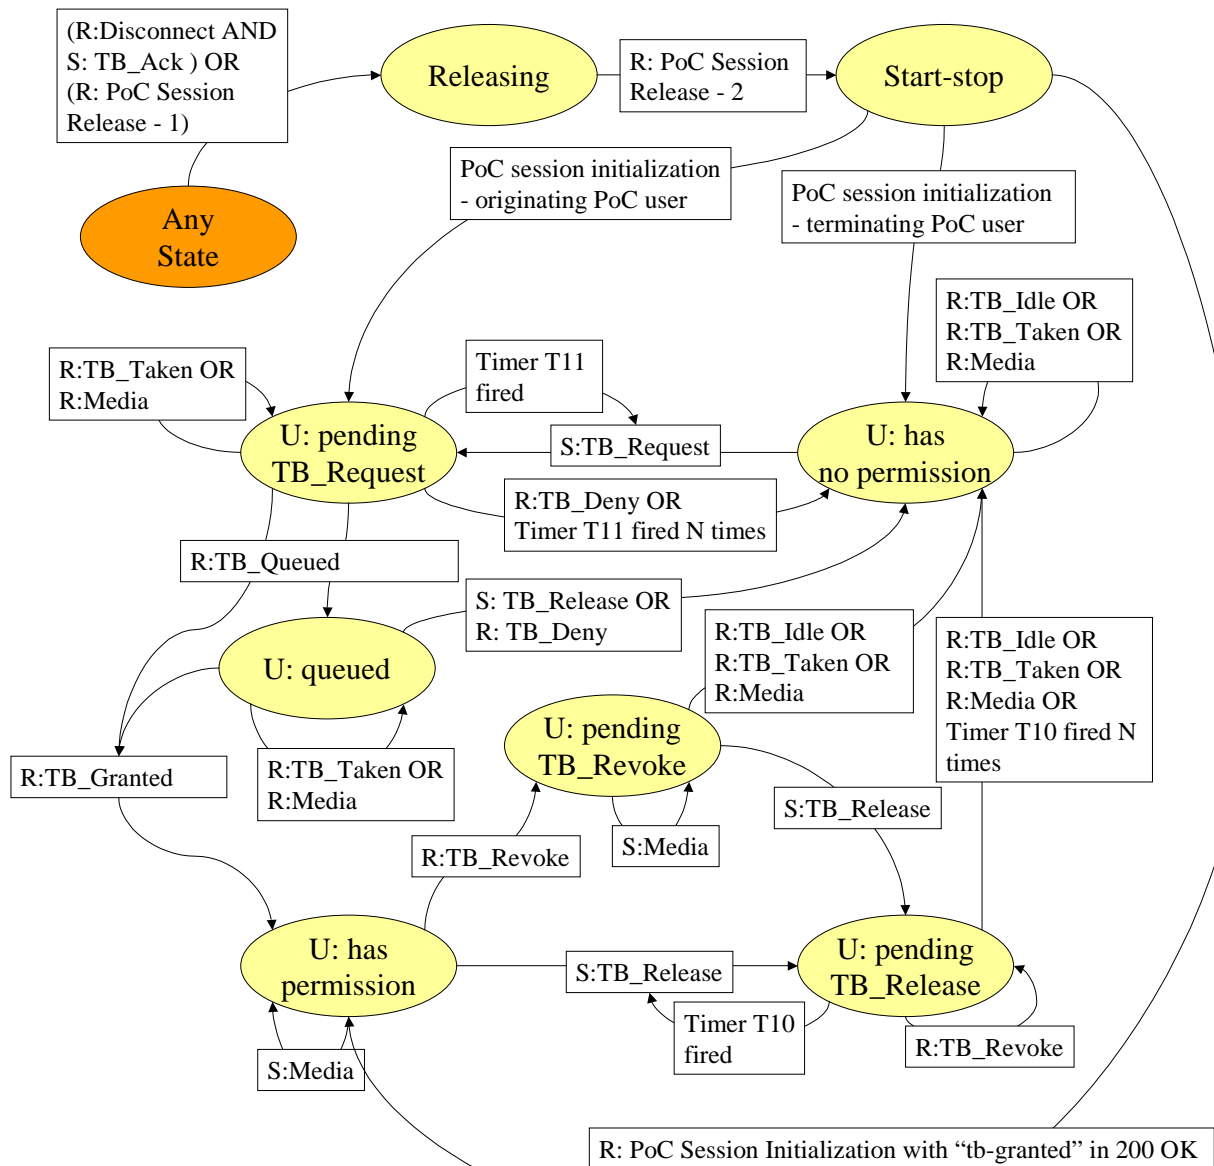 (R:Disconnect AND
S: TB_Ack ) OR
(R: PoC Session
Release - 1)
Releasing
R: PoC Session
Release - 2
Start-stop
Any
State
PoC session initialization
- originating PoC user
PoC session initialization
- terminating PoC user
R:TB_Idle OR
R:TB_Taken OR
R:Media
R:TB_Taken OR
R:Media
Timer T11
fired
U: pending
TB_Request
S:TB_Request
U: has
no permission
R:TB_Deny OR
Timer T11 fired N times
R:TB_Queued
S: TB_Release OR
R: TB_Deny
R:TB_Idle OR
R:TB_Taken OR
R:Media
R:TB_Idle OR
R:TB_Taken OR
R:Media OR
Timer T10 fired N
times
U: queued
U: pending
TB_Revoke
R:TB_Granted
R:TB_Taken OR
R:Media
S:TB_Release
R:TB_Revoke
S:Media
U: has
permission
S:TB_Release
U: pending
TB_Release
Timer T10
fired
R:TB_Revoke
S:Media
R: PoC Session Initialization with “tb-granted” in 200 OK